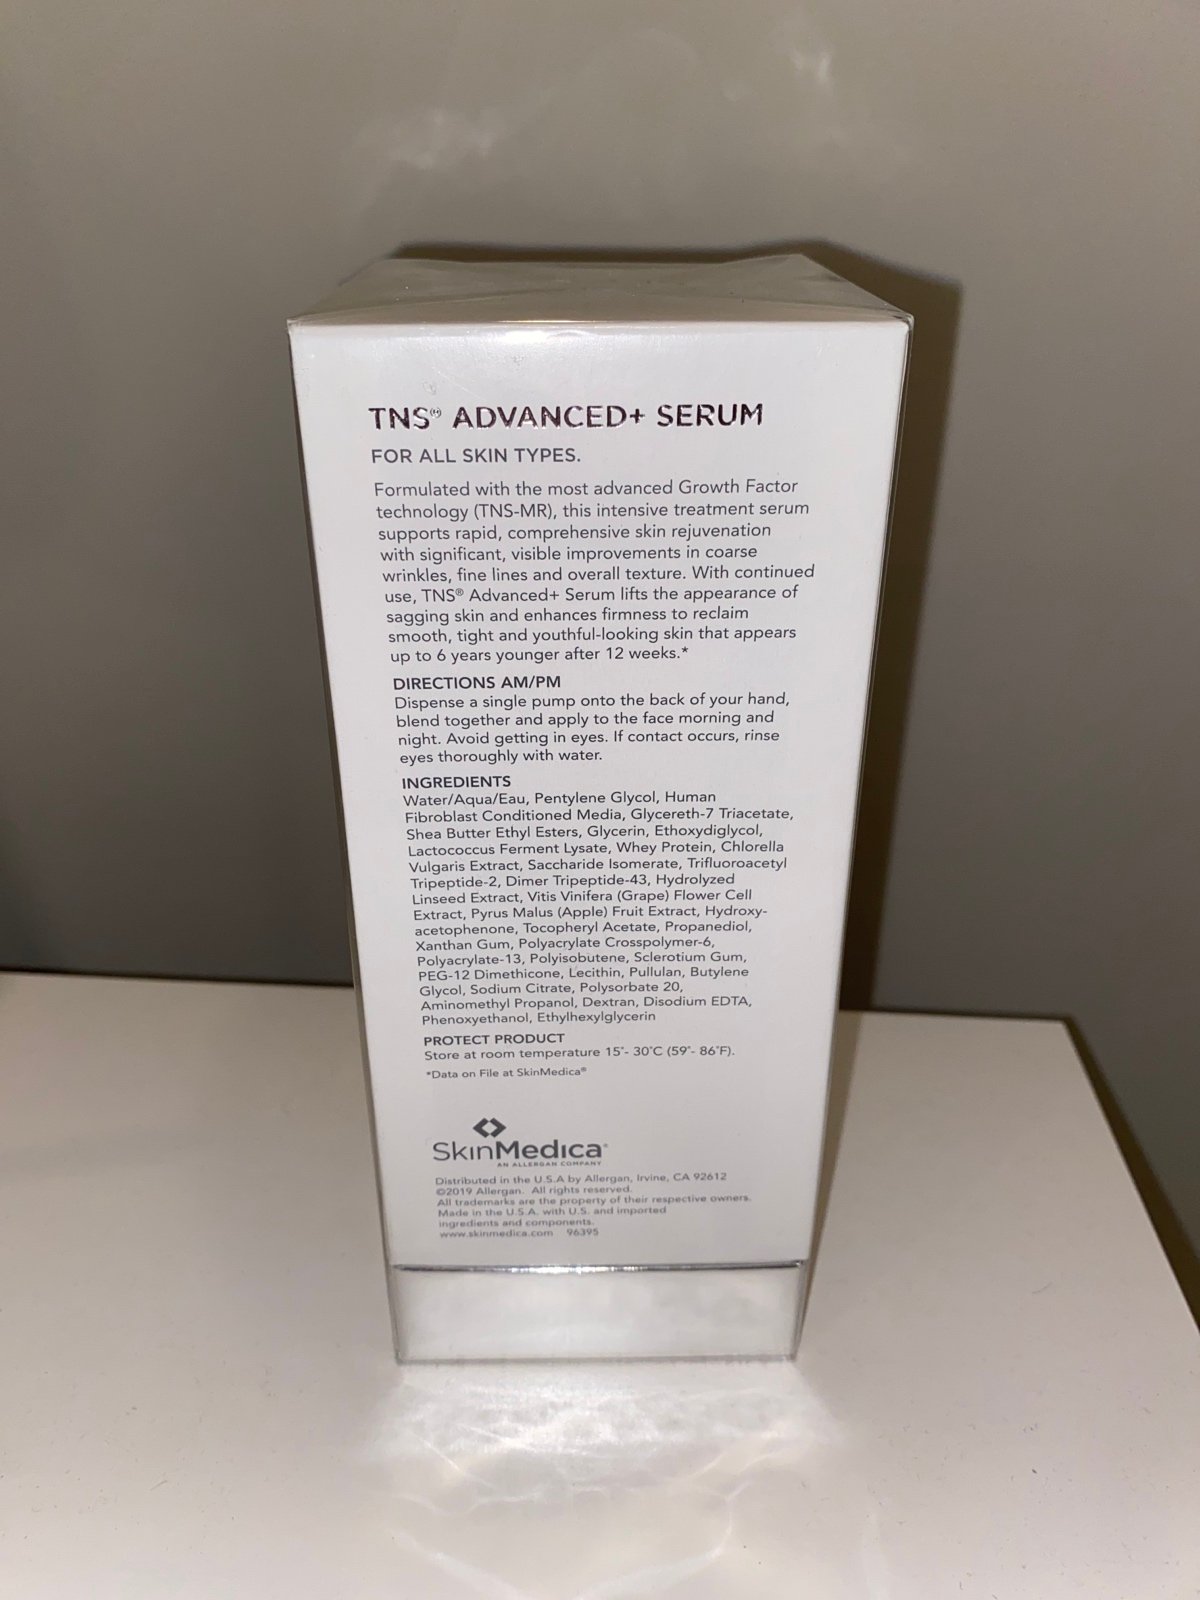 TNS® ADVANCED+ SERUM
FOR ALL SKIN TYPES.
Formulated with the most advanced Growth Factor
technology (TNS-MR), this intensive treatment serum
supports rapid, comprehensive skin rejuvenation
with significant, visible improvements in coarse
wrinkles, fine lines and overall texture. With continued
use, TNS® Advanced+ Serum lifts the appearance of
sagging skin and enhances firmness to reclaim
smooth, tight and youthful-looking skin that appears
up to 6 years younger after 12 weeks.*
DIRECTIONS AM/PM
Dispense a single pump onto the back of your hand,
blend together and apply to the face morning and
night. Avoid getting in eyes. If contact occurs, rinse
eyes thoroughly with water.
INGREDIENTS
Water/Aqua/Eau, Pentylene Glycol, Human
Fibroblast Conditioned Media, Glycereth-7 Triacetate,
Shea Butter Ethyl Esters, Glycerin, Ethoxydiglycol,
Lactococcus Ferment Lysate, Whey Protein, Chlorella
Vulgaris Extract, Saccharide Isomerate, Trifluoroacetyl
Tripeptide-2, Dimer Tripeptide-43, Hydrolyzed
Linseed Extract, Vitis Vinifera (Grape) Flower Cell
Extract, Pyrus Malus (Apple) Fruit Extract, Hydroxy-
acetophenone, Tocopheryl Acetate, Propanediol,
Xanthan Gum, Polyacrylate Crosspolymer-6,
Polyacrylate-13, Polyisobutene, Sclerotium Gum,
PEG-12 Dimethicone, Lecithin, Pullulan, Butylene
Glycol, Sodium Citrate, Polysorbate 20,
Aminomethyl Propanol, Dextran, Disodium EDTA,
Phenoxyethanol, Ethylhexylglycerin
PROTECT PRODUCT
Store at room temperature 15°- 30°C (59°- 86°F).
*Data on File at SkinMedica®
SkinMedica®
AN ALLERGAN COMPANY
Distributed in the U.S.A by Allergan, Irvine, CA 92612
©2019 Allergan. All rights reserved.
All trademarks are the property of their respective owners.
Made in the U.S.A. with U.S. and imported
ingredients and components.
www.skinmedica.com 96395